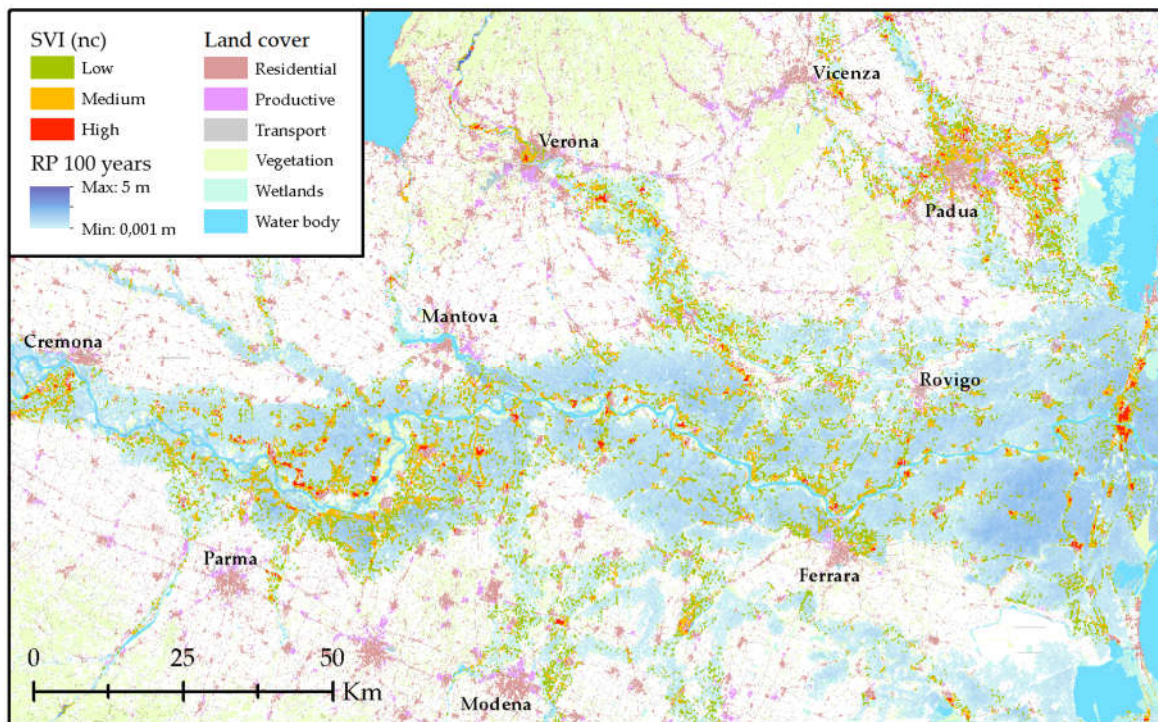 SVI (nc)
Low
Medium
High
RP 100 years
Max: 5 m
Min: 0,001 m
Land cover
Residential
Productive
Transport
Vegetation
Wetlands
Water body
Vicenza
Verona
Padua
Mantova
Cremona
Rovigo
Parma
Ferrara
Modena
0 25 50
Km